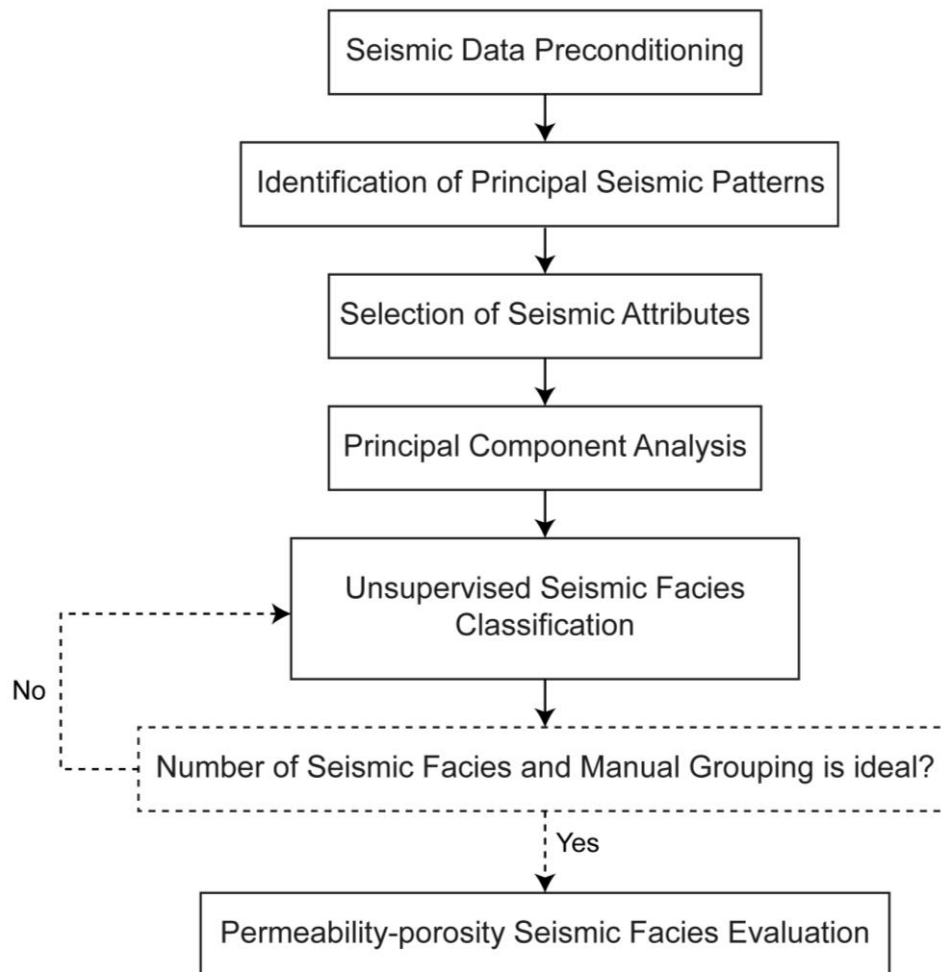 Seismic Data Preconditioning
Identification of Principal Seismic Patterns
Selection of Seismic Attributes
Principal Component Analysis
Unsupervised Seismic Facies
Classification
No
Number of Seismic Facies and Manual Grouping is ideal?
Yes
Permeability-porosity Seismic Facies Evaluation